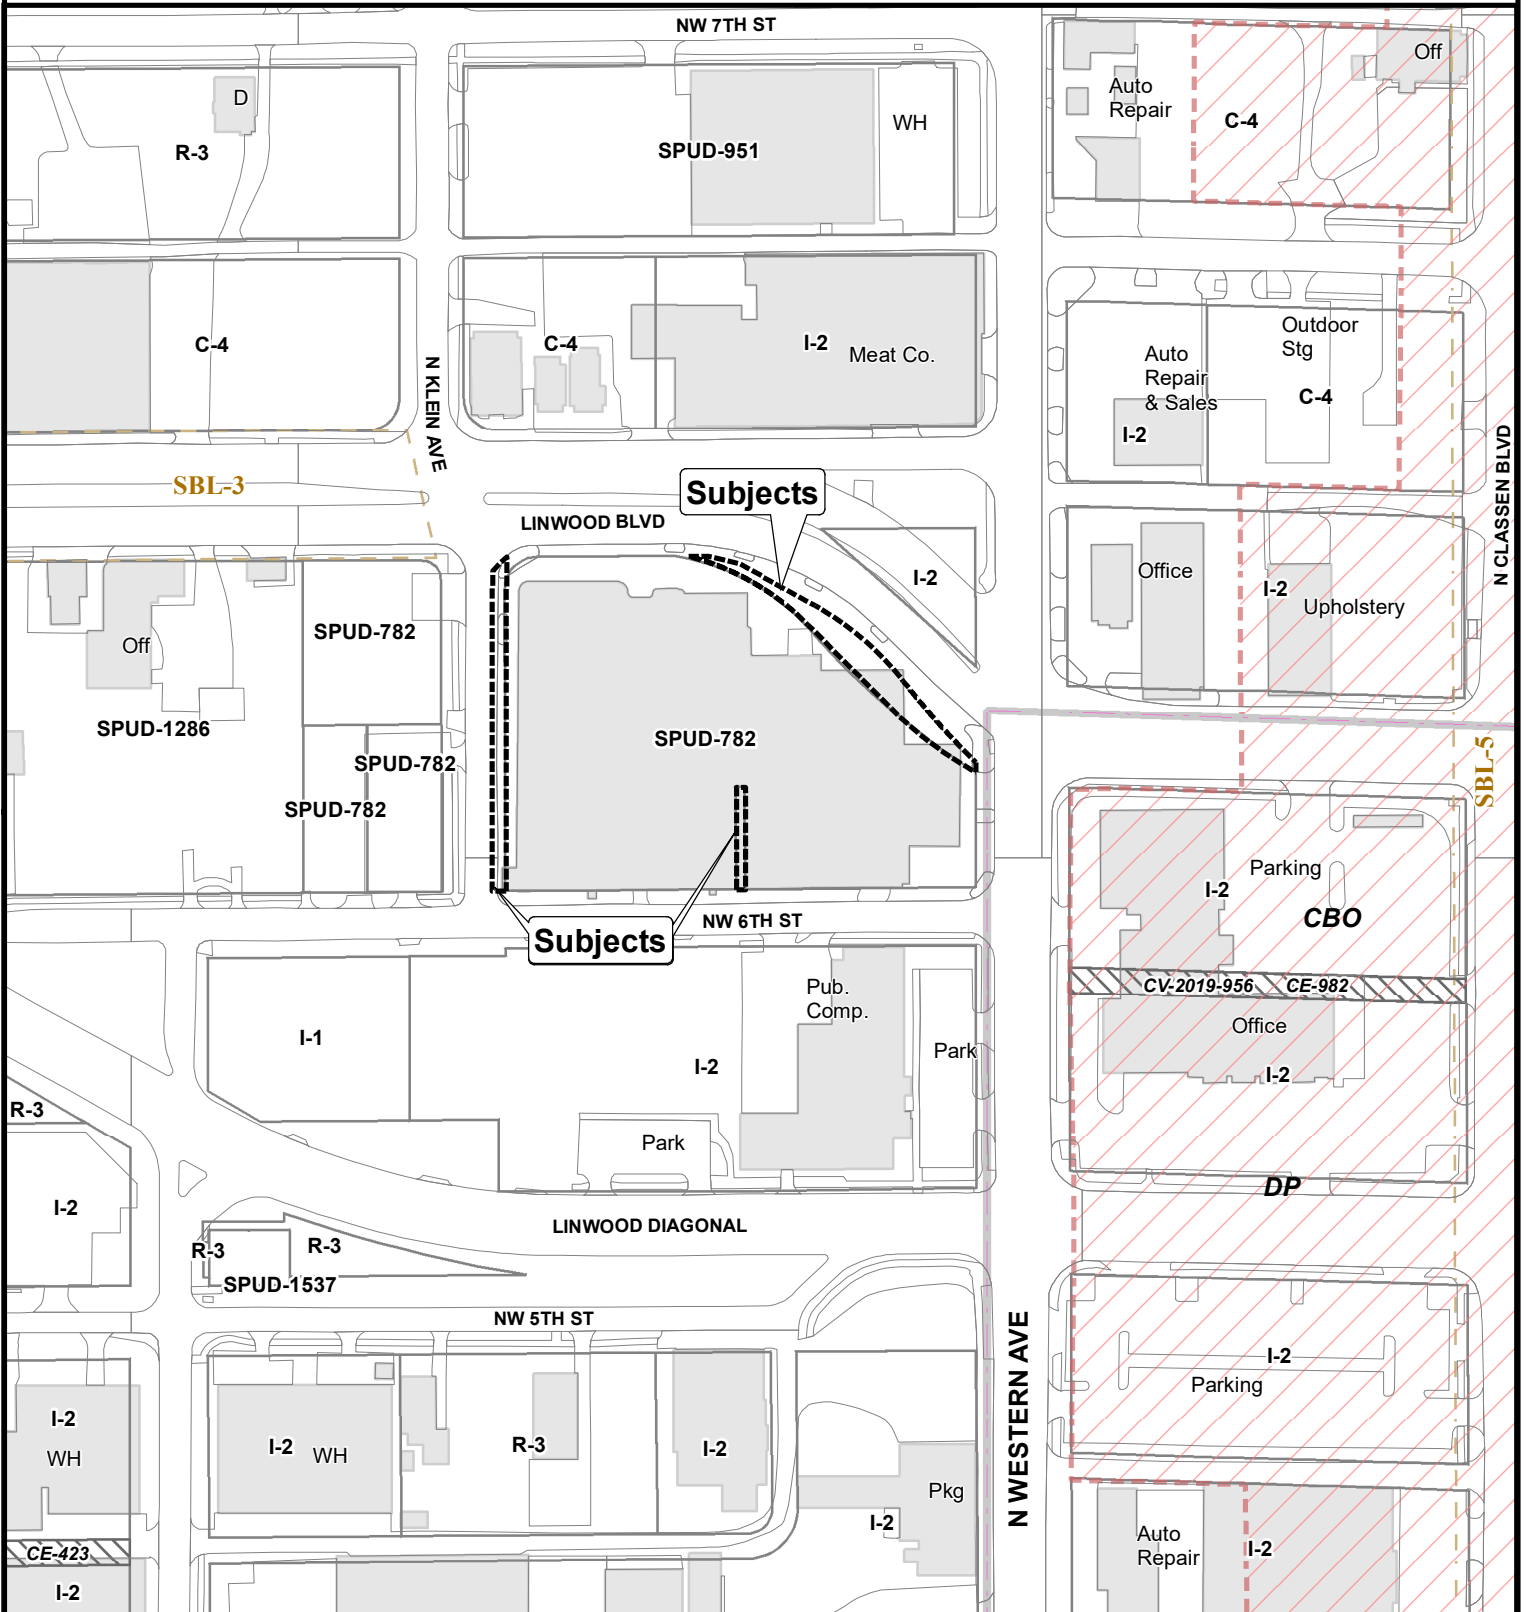 NW 7TH ST
D
R-3
SPUD-951
WH
Auto
Repair
C-4
Off
C-4
N KLEIN AVE
C-4
I-2
Meat Co.
Auto
Repair
& Sales
I-2
Outdoor
Stg
C-4
N CLASSEN BLVD
SBL-3
LINWOOD BLVD
Subjects
I-2
Office
I-2
Upholstery
Off
SPUD-1286
SPUD-782
SPUD-782
SPUD-782
SPUD-782
SBL-5
Subjects
NW 6TH ST
Parking
I-2
CBO
CV-2019-956
CE-982
Office
I-2
I-1
I-2
Pub.
Comp.
Park
Park
R-3
I-2
DP
R-3
R-3
SPUD-1537
LINWOOD DIAGONAL
NW 5TH ST
N WESTERN AVE
I-2
Parking
I-2
WH
I-2
WH
R-3
I-2
Pkg
I-2
Auto
Repair
I-2
CE-423
I-2